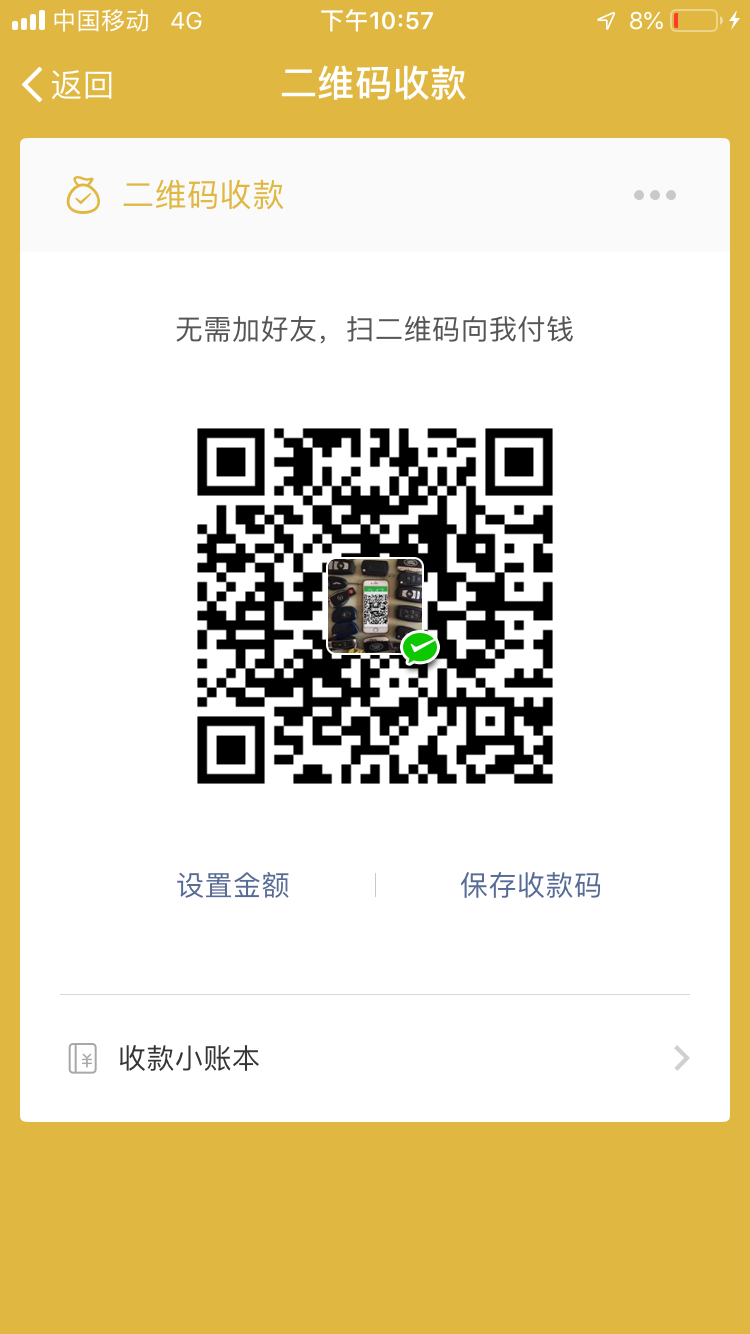 中国移动 4G 下午10:57 8%
返回 二维码收款
二维码收款
无需加好友，扫二维码向我付钱
设置金额 保存收款码
¥ 收款小账本